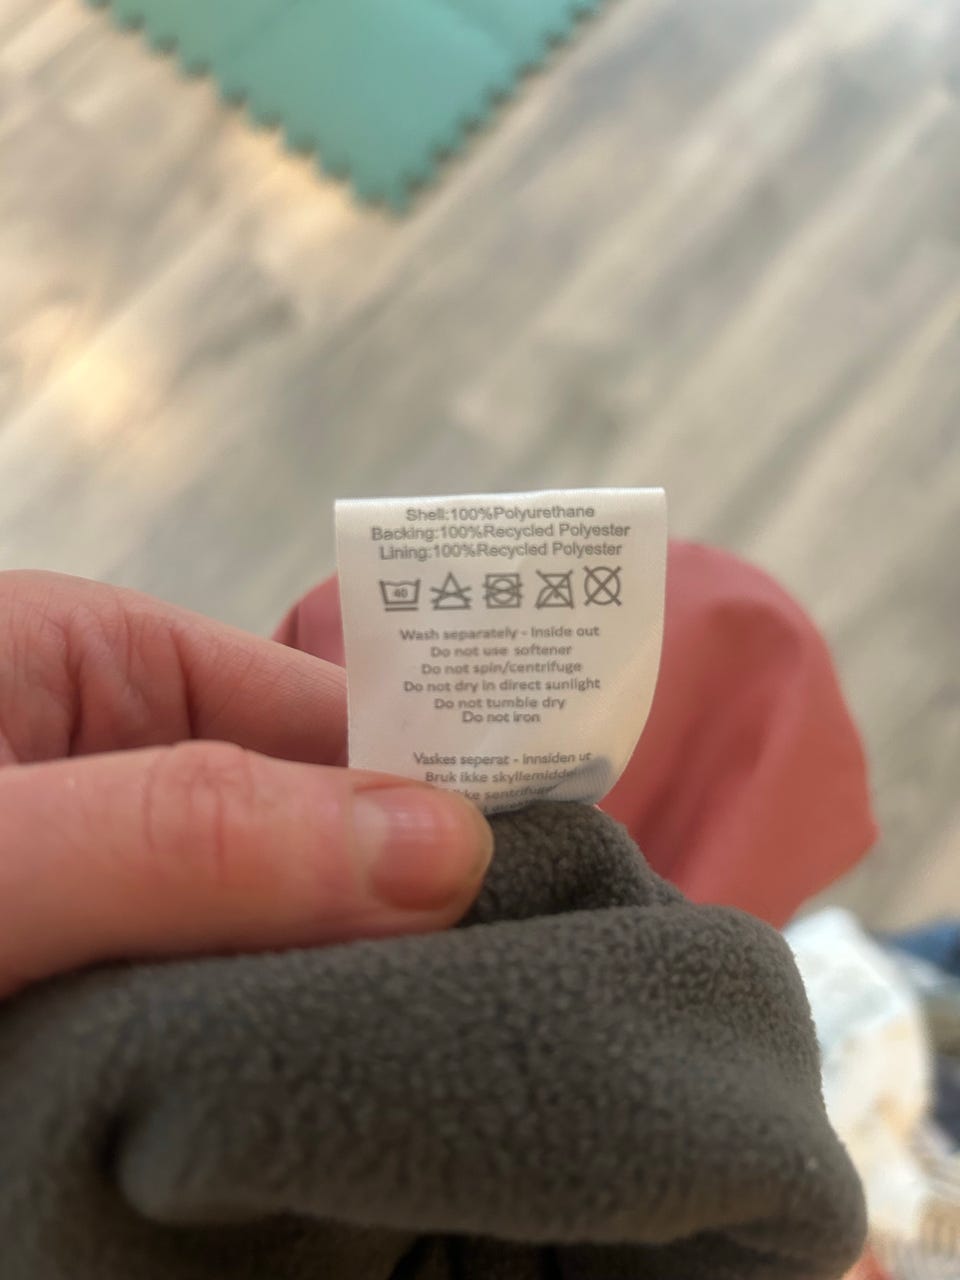 Shell:100%Polyurethane
Backing:100%Recycled Polyester
Lining:100%Recycled Polyester
40
Wash separately - Inside out
Do not use softener
Do not spin/centrifuge
Do not dry in direct sunlight
Do not tumble dry
Do not iron
Vaskes seperat - Innsiden ut
Bruk ikke